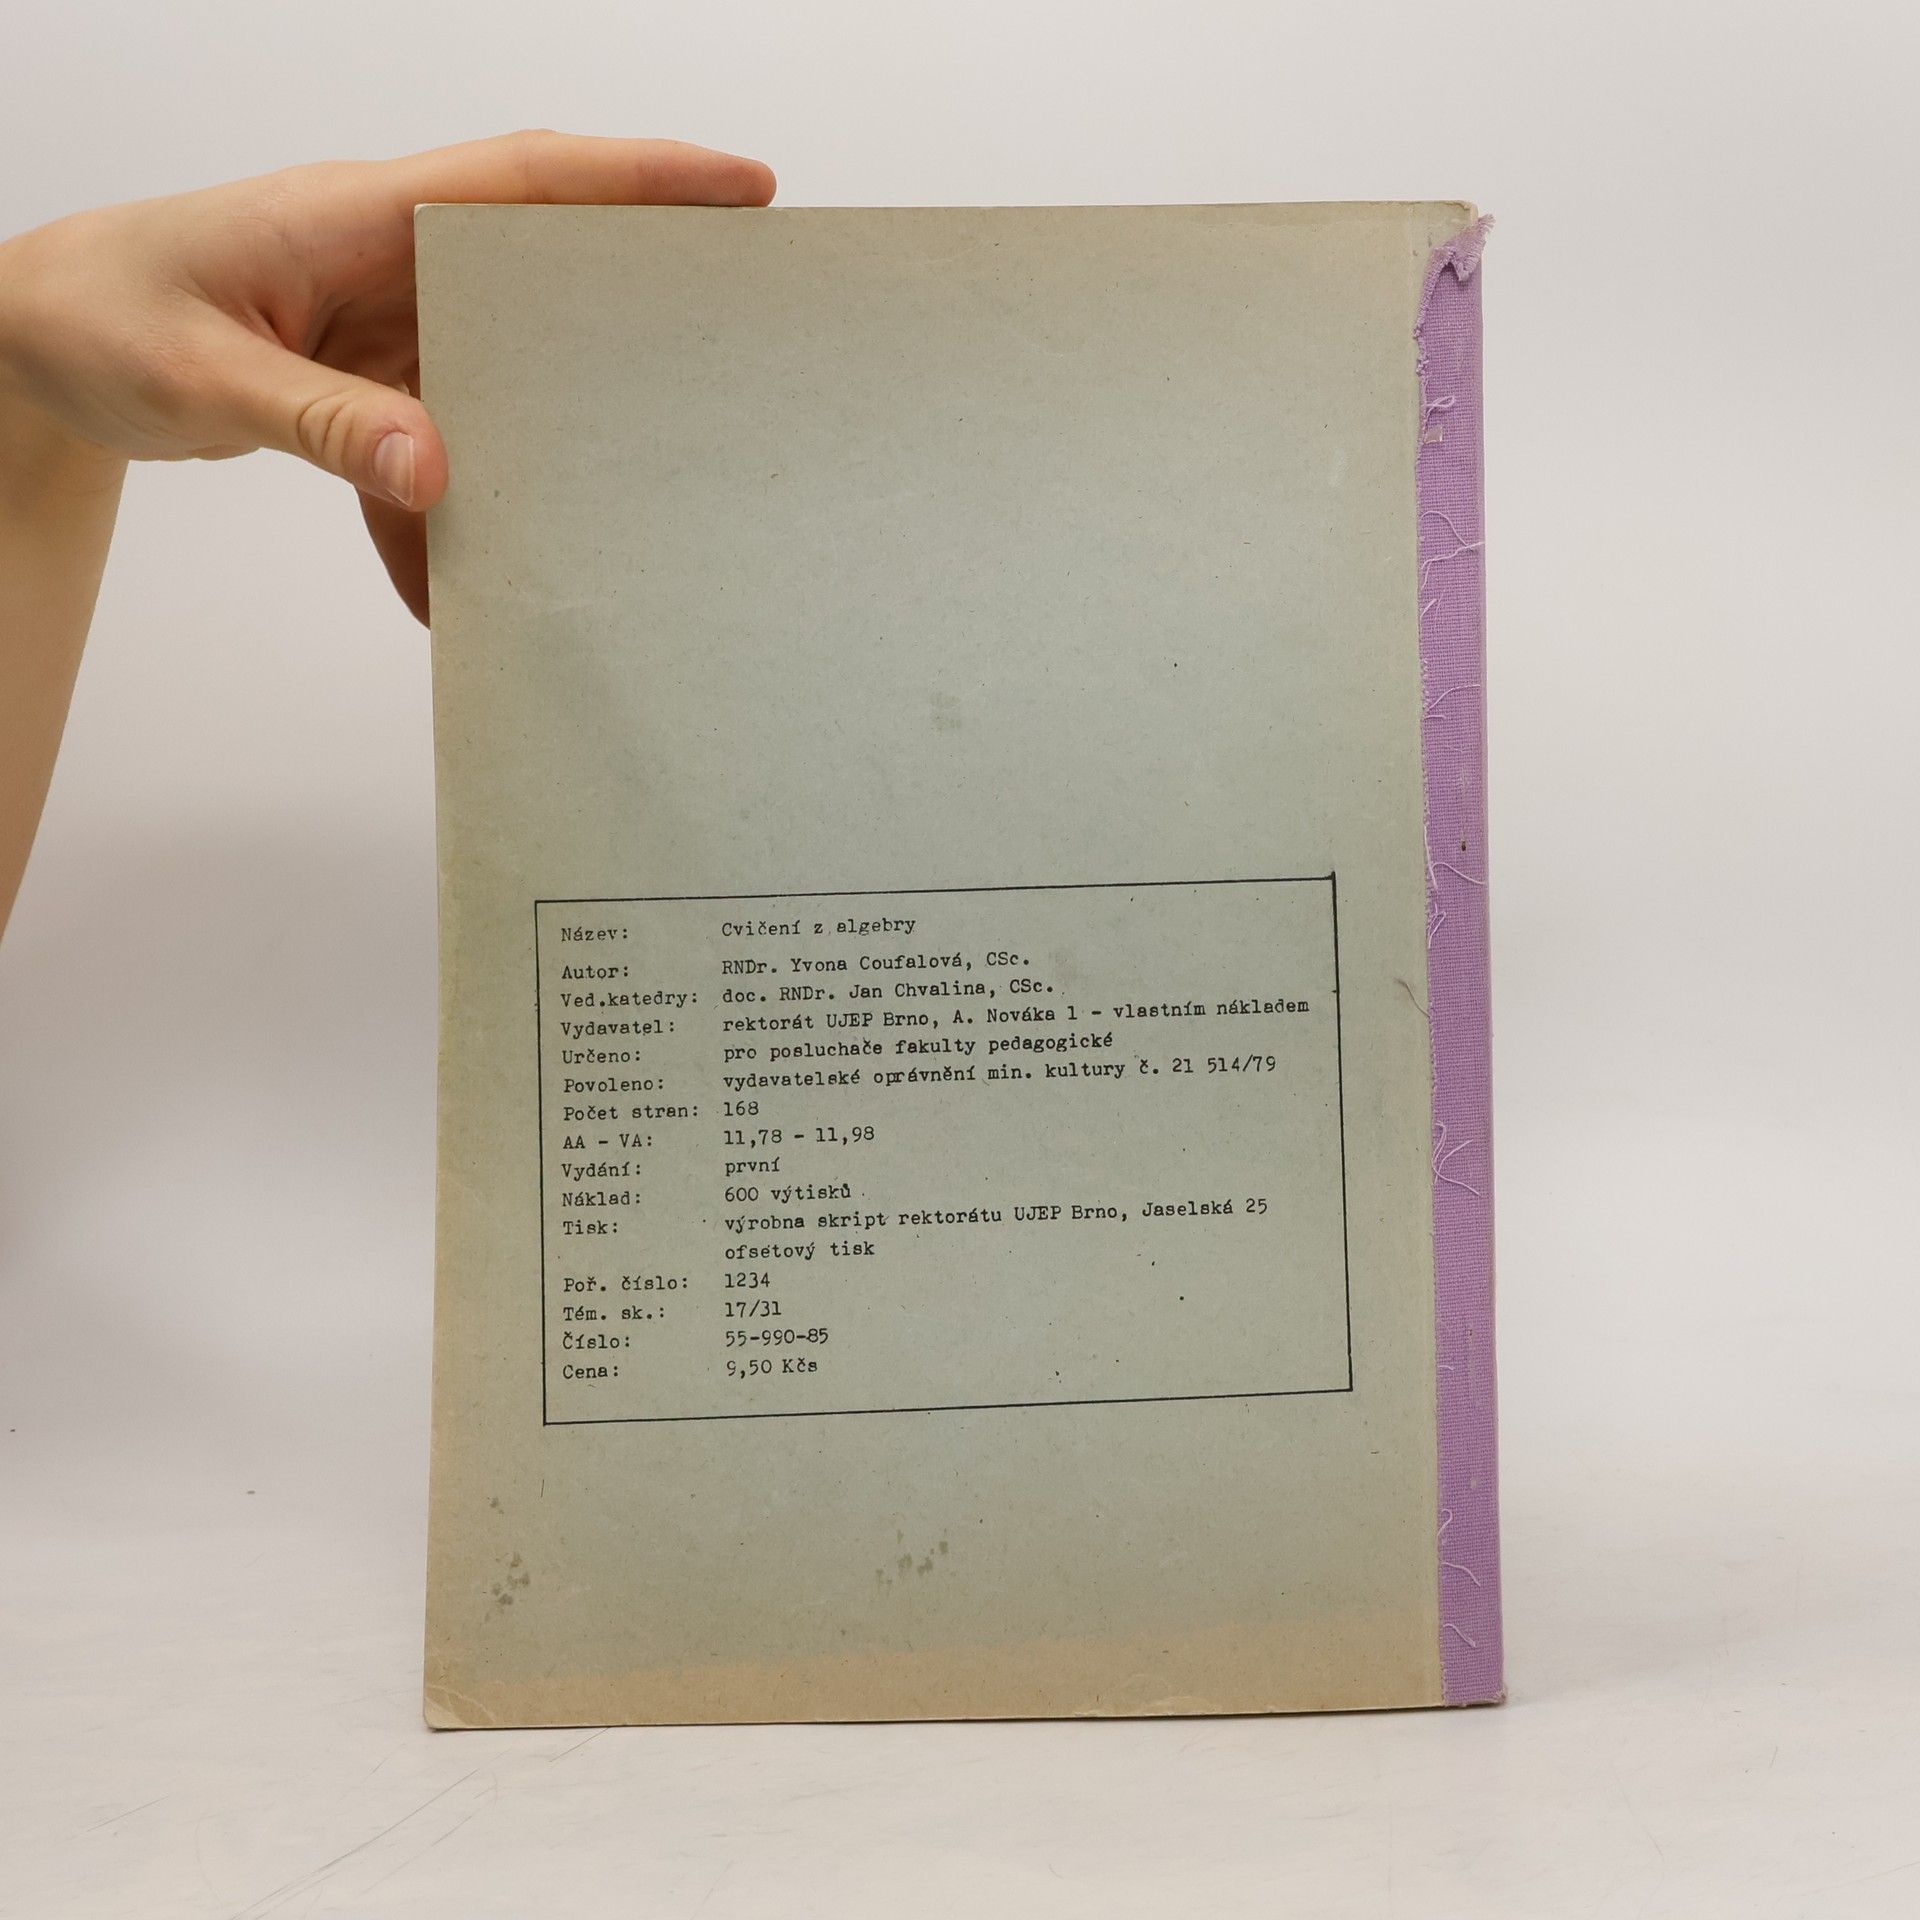 Název: Cvičení z algebry
Autor: RNDr. Yvona Coufalová, CSc.
Ved.katedry: doc. RNDr. Jan Chvalina, CSc.
Vydavatel: rektorát UJEP Brno, A. Nováka 1 - vlastním nákladem
Určeno: pro posluchače fakulty pedagogické
Povoleno: vydavatelské oprávnění min. kultury č. 21 514/79
Počet stran: 168
AA - VA: 11,78 - 11,98
Vydání: první
Náklad: 600 výtisků
Tisk: výrobna skript rektorátu UJEP Brno, Jaselská 25
ofsetový tisk
Poř. číslo: 1234
Tém. sk.: 17/31
Číslo: 55-990-85
Cena: 9,50 Kčs